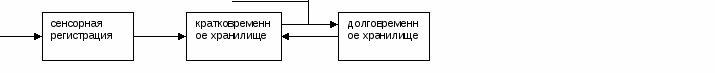 сенсорная
регистрация
кратковременн
ое хранилище
долговременн
ое хранилище